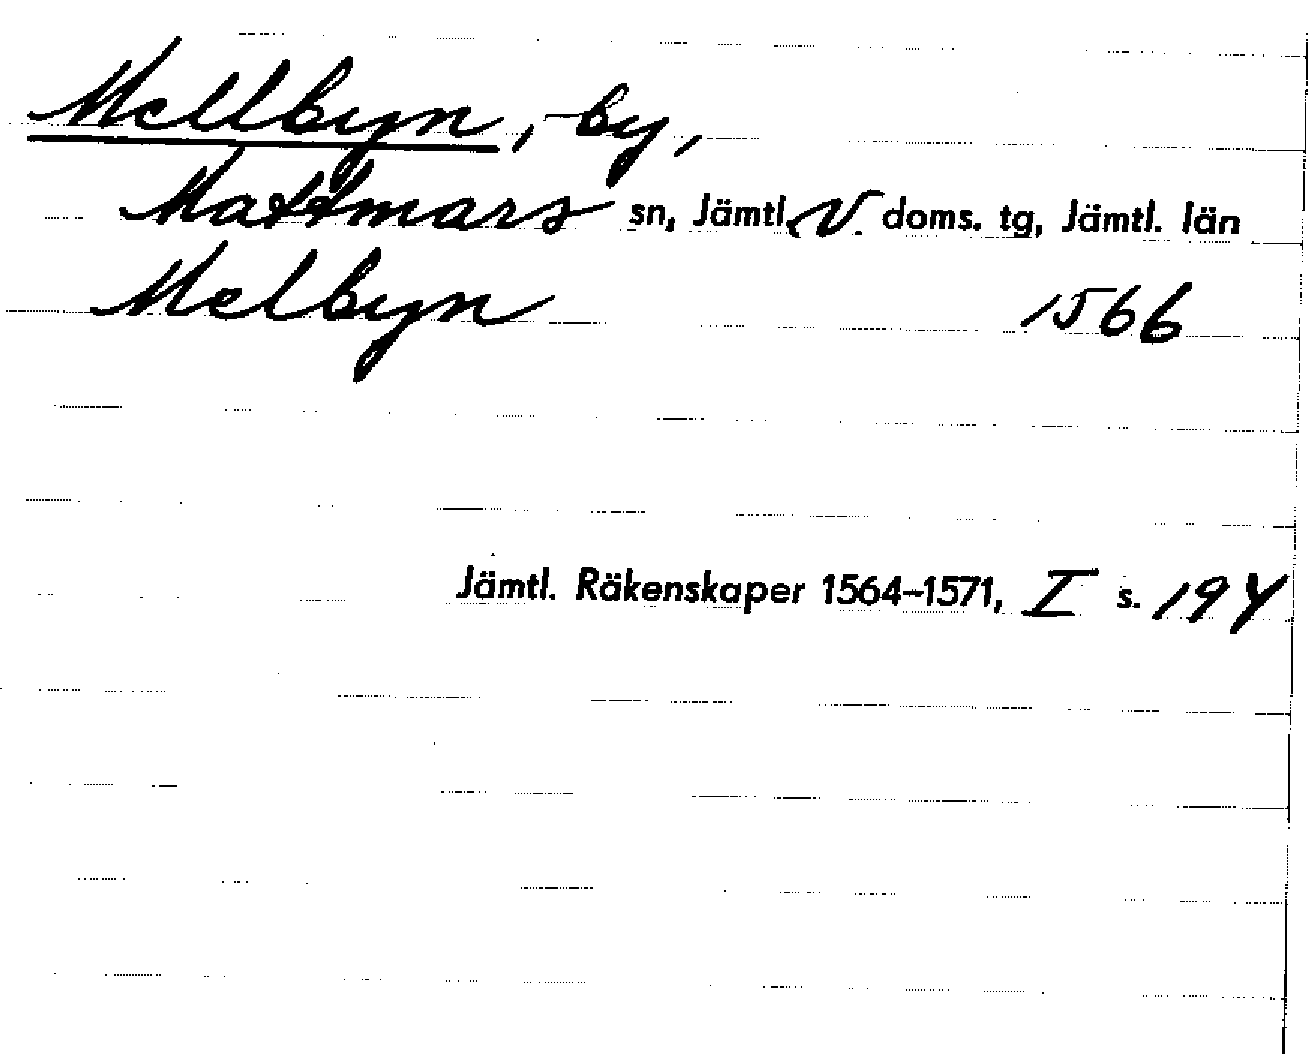 Mellbyn, by,
Mattmars sn, Jämtl. V. doms. tg, Jämtl. län
Melbyn 1566
Jämtl. Räkenskaper 1564–1571, I s. 194